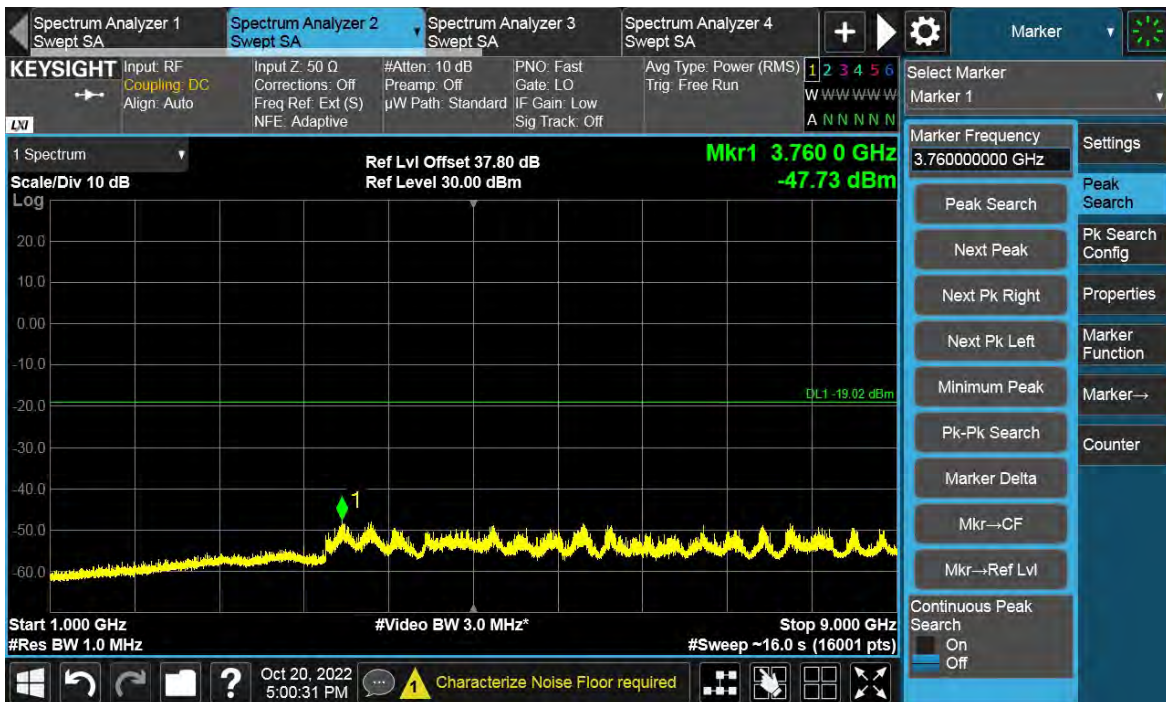 Spectrum Analyzer 1
Swept SA
Spectrum Analyzer 2
Swept SA
Spectrum Analyzer 3
Swept SA
Spectrum Analyzer 4
Swept SA
+
Marker
KEYSIGHT
LXI
Input: RF
Coupling: DC
Align: Auto
Input Z: 50 Ω
Corrections: Off
Freq Ref: Ext (S)
NFE: Adaptive
#Atten: 10 dB
Preamp: Off
µW Path: Standard
PNO: Fast
Gate: LO
IF Gain: Low
Sig Track: Off
Avg Type: Power (RMS)
Trig: Free Run
1 2 3 4 5 6
W W W W W W
A N N N N N
Select Marker
Marker 1
1 Spectrum
Scale/Div 10 dB
Log
Ref Lvl Offset 37.80 dB
Ref Level 30.00 dBm
Mkr1 3.760 0 GHz
-47.73 dBm
20.0
10.0
0.00
-10.0
-20.0
-30.0
-40.0
-50.0
-60.0
DL1 -19.02 dBm
1
Start 1.000 GHz
#Res BW 1.0 MHz
#Video BW 3.0 MHz*
Stop 9.000 GHz
#Sweep ~16.0 s (16001 pts)
Marker Frequency
3.760000000 GHz
Peak Search
Next Peak
Next Pk Right
Next Pk Left
Minimum Peak
Pk-Pk Search
Marker Delta
Mkr→CF
Mkr→Ref Lvl
Continuous Peak
Search
On
Off
Settings
Peak
Search
Pk Search
Config
Properties
Marker
Function
Marker→
Counter
?
Oct 20, 2022
5:00:31 PM
1
Characterize Noise Floor required